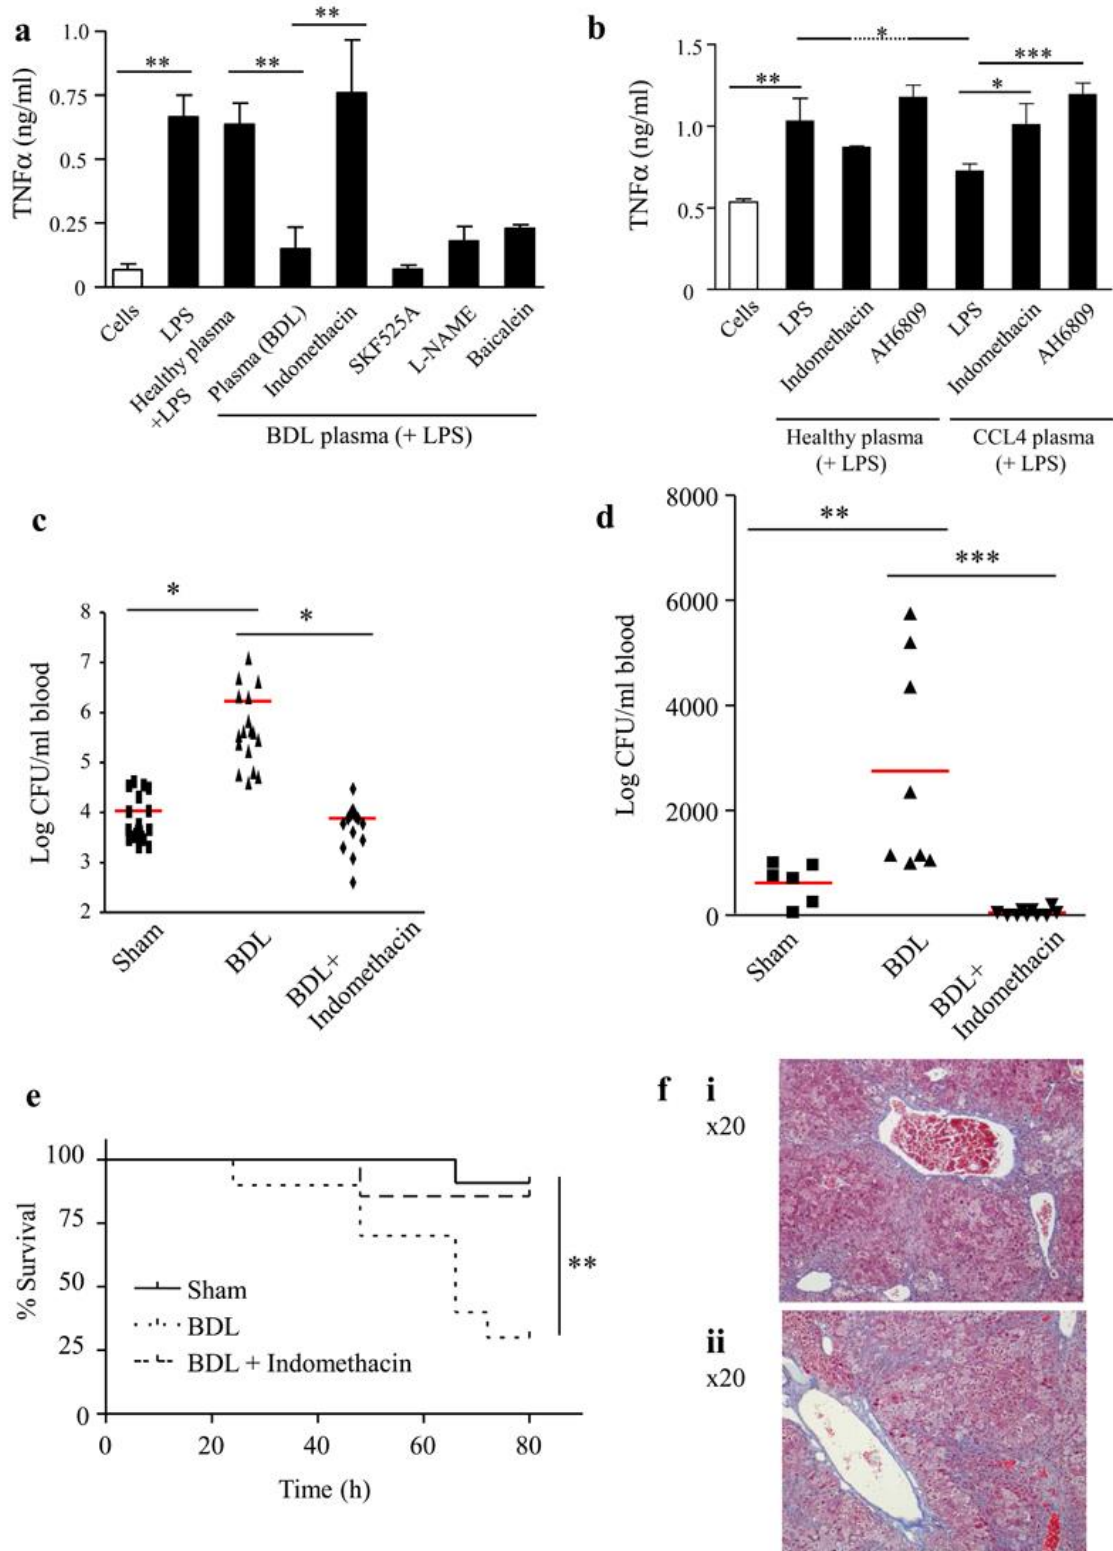 a
**
**
**
TNFα (ng/ml)
1.0
0.75
0.5
0.25
0
Cells
LPS
Healthy plasma
+LPS
Plasma (BDL)
Indomethacin
SKF525A
L-NAME
Baicalein
BDL plasma (+ LPS)
b
*
**
***
*
TNFα (ng/ml)
1.5
1.0
0.5
0
Cells
LPS
Indomethacin
AH6809
LPS
Indomethacin
AH6809
Healthy plasma
(+ LPS)
CCL4 plasma
(+ LPS)
c
*
*
Log CFU/ml blood
8
7
6
5
4
3
2
Sham
BDL
BDL+
Indomethacin
d
**
***
Log CFU/ml blood
8000
6000
4000
2000
0
Sham
BDL
BDL+
Indomethacin
e
% Survival
100
75
50
25
0
Sham
BDL
BDL + Indomethacin
**
0
20
40
60
80
Time (h)
f
i
x20
ii
x20